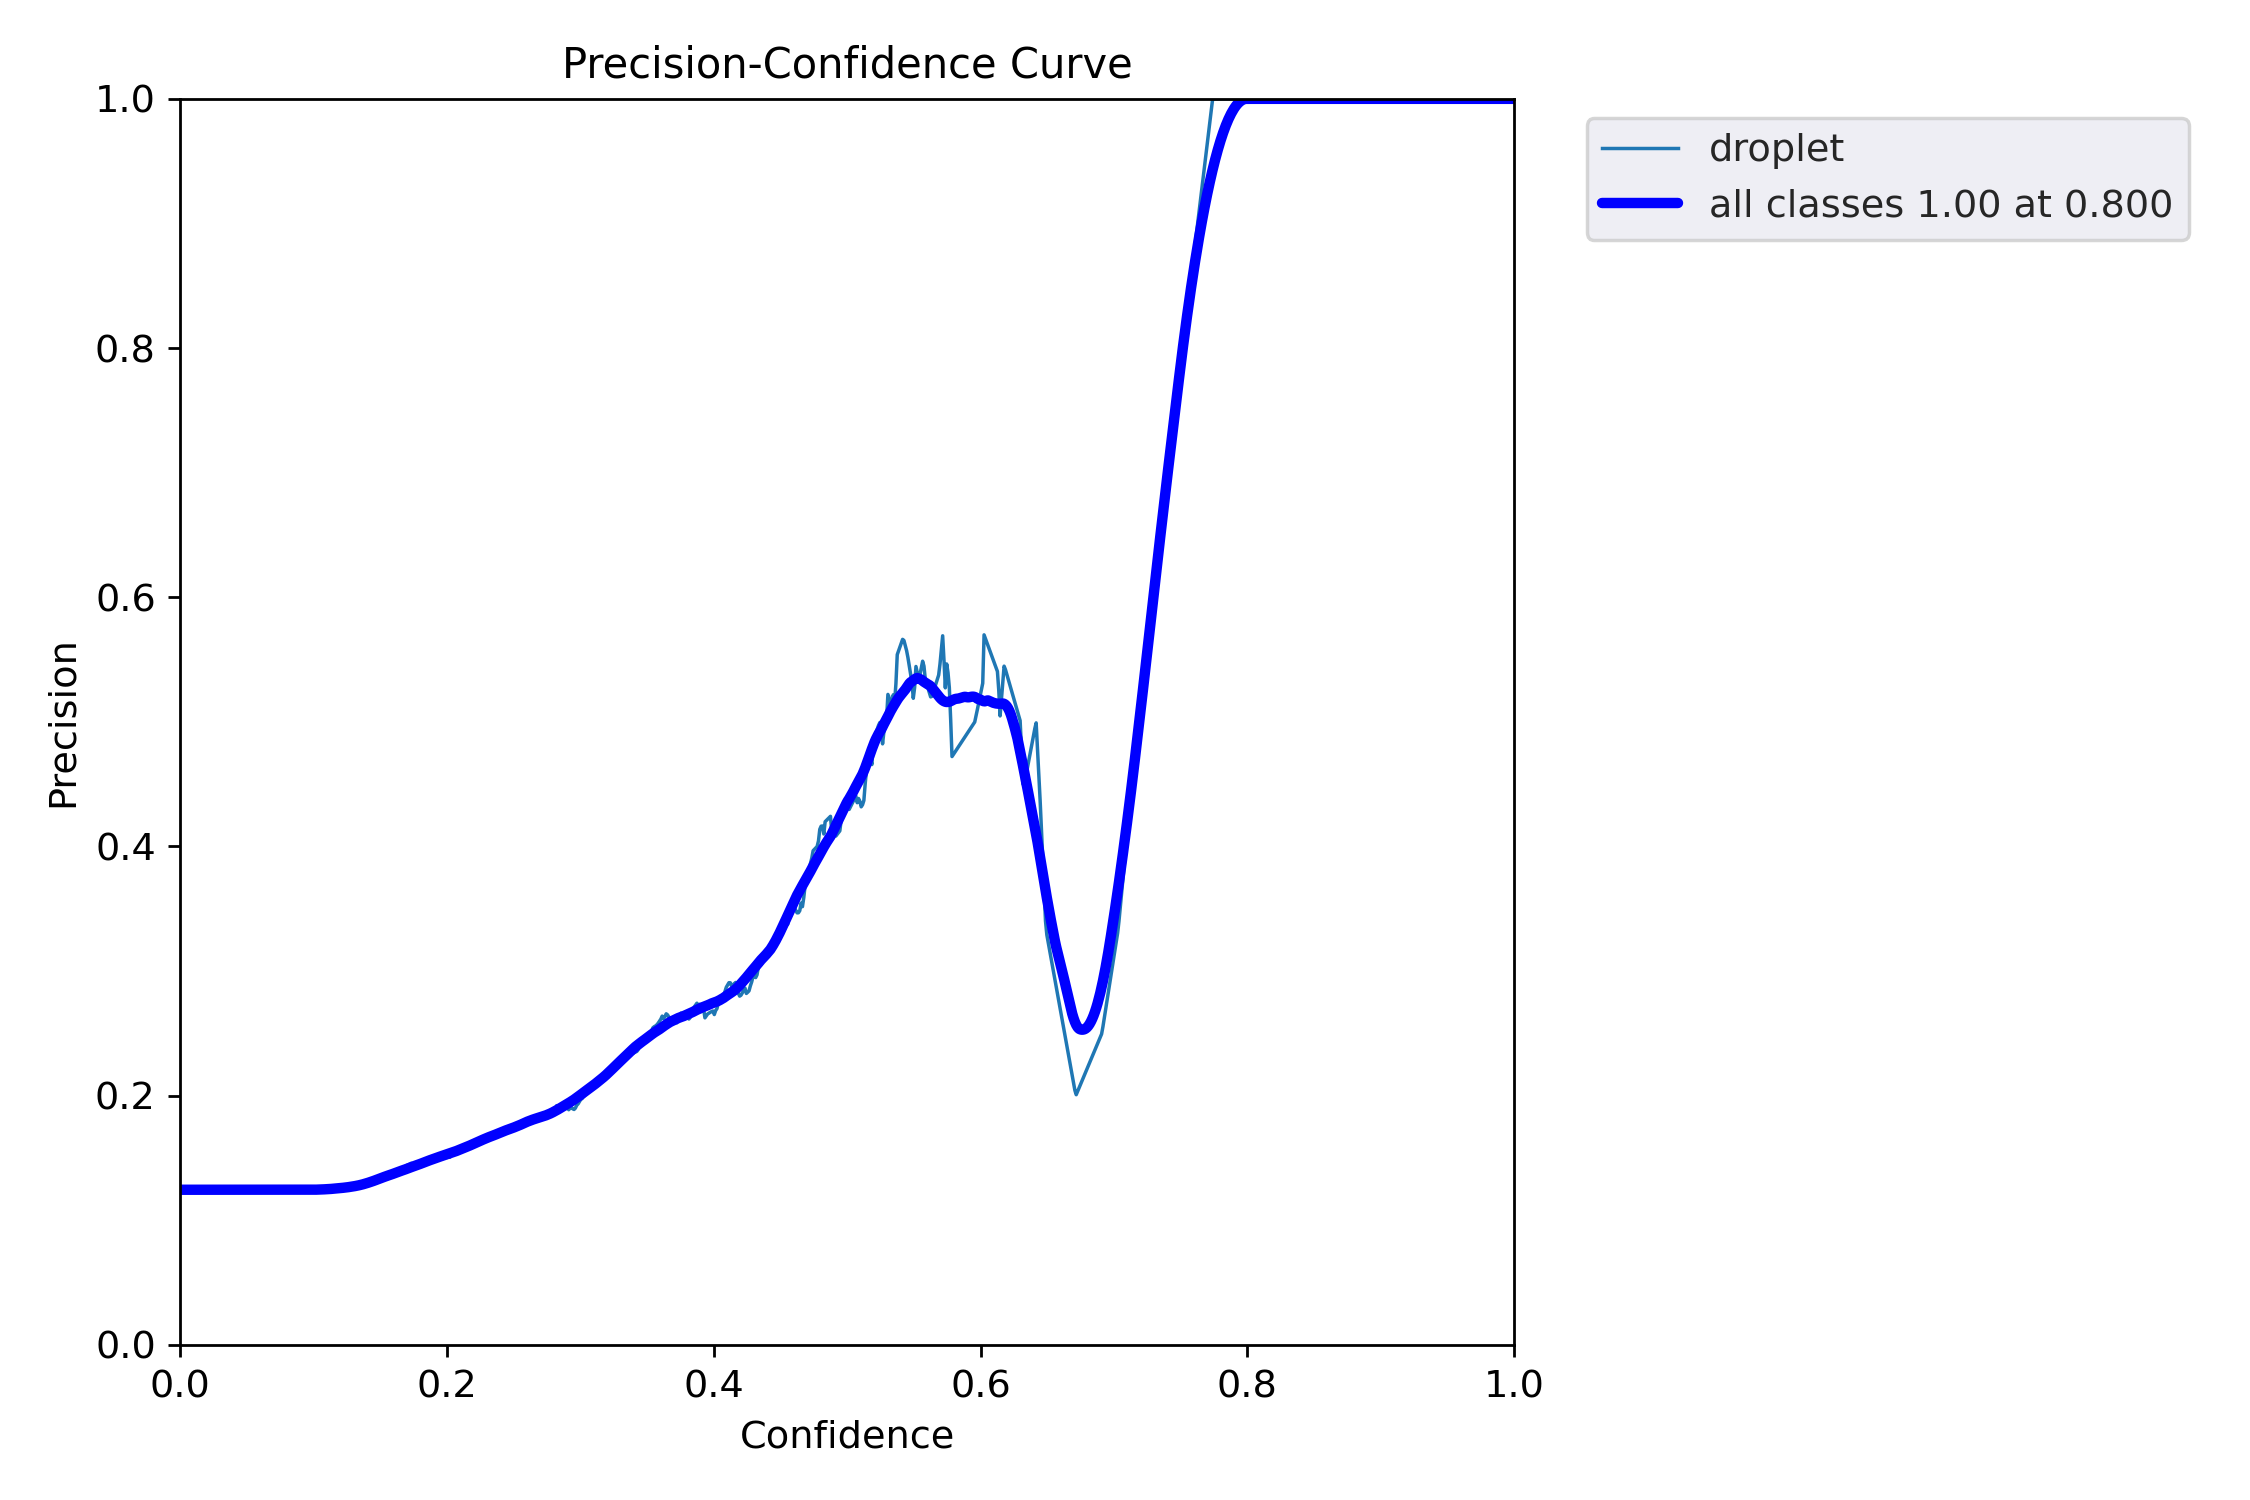 Precision-Confidence Curve
1.0
0.8
0.6
0.4
0.2
0.0
Precision
0.0 0.2 0.4 0.6 0.8 1.0
Confidence
droplet
all classes 1.00 at 0.800